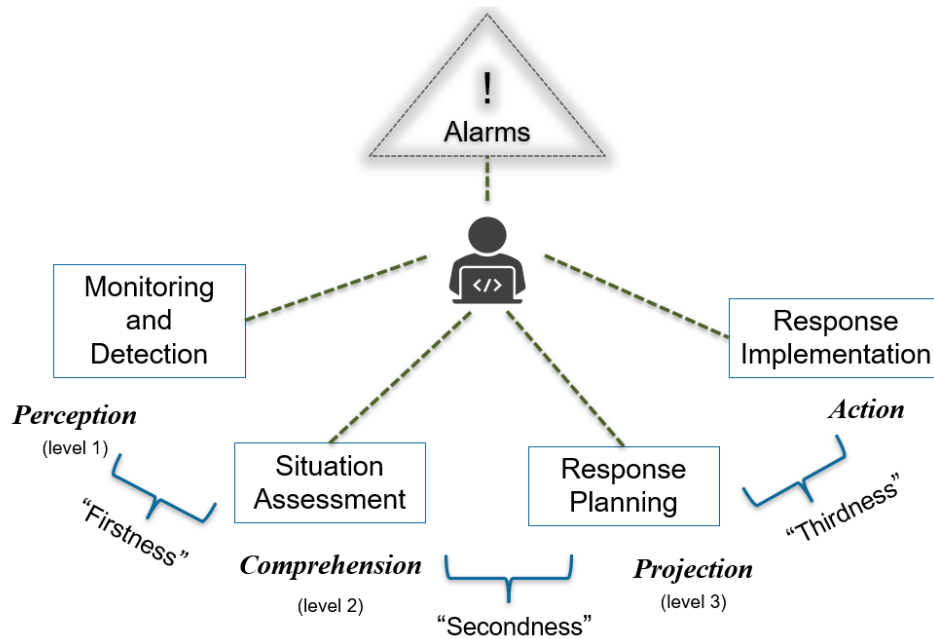 !
Alarms
</>
Monitoring
and
Detection
Response
Implementation
Perception
(level 1)
Action
Situation
Assessment
Response
Planning
“Firstness”
“Thirdness”
Comprehension
(level 2)
Projection
(level 3)
“Secondness”